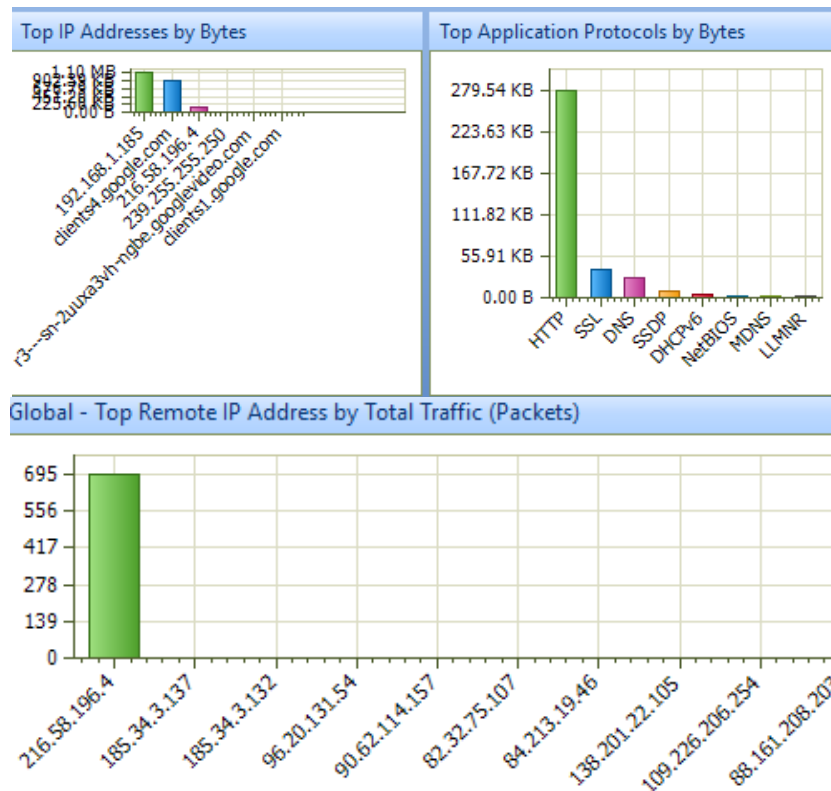 Top IP Addresses by Bytes
1.10 MB
902.39 KB
225.60 KB
0.00 B
192.168.1.185
clients4.google.com
216.58.196.4
239.255.255.250
r3---sn-2uuxa3vh-ngbe.googlevideo.com
clients1.google.com
Top Application Protocols by Bytes
279.54 KB
223.63 KB
167.72 KB
111.82 KB
55.91 KB
0.00 B
HTTP
SSL
DNS
SSDP
DHCPv6
NetBIOS
MDNS
LLMNR
Global - Top Remote IP Address by Total Traffic (Packets)
695
556
417
278
139
0
216.58.196.4
185.34.3.137
185.34.3.132
96.20.131.54
90.62.114.157
82.32.75.107
84.213.19.46
138.201.22.105
109.226.206.254